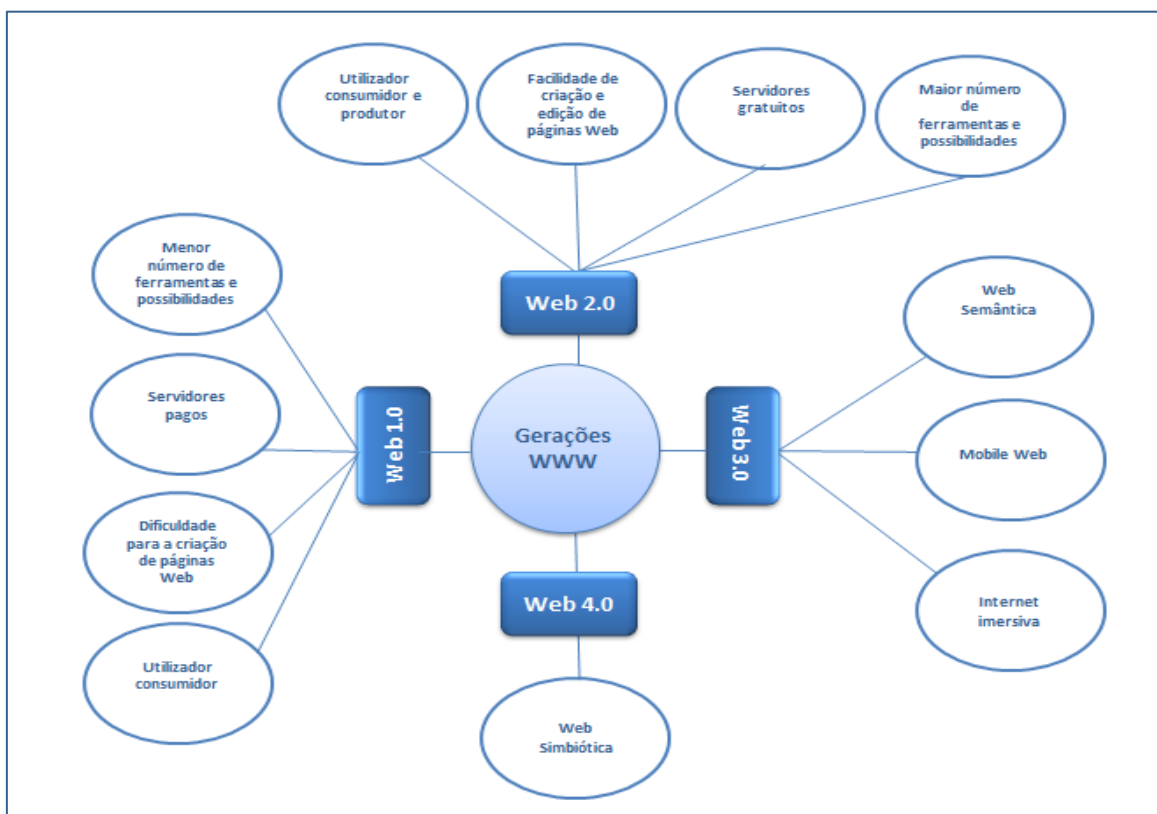 Utilizador
consumidor e
produtor
Facilidade de
criação e
edição de
páginas Web
Servidores
gratuitos
Maior número
de
ferramentas e
possibilidades
Menor
número de
ferramentas e
possibilidades
Servidores
pagos
Dificuldade
para a criação
de páginas
Web
Utilizador
consumidor
Web 1.0
Web 2.0
Gerações
WWW
Web 3.0
Web 4.0
Web
Semântica
Mobile Web
Internet
imersiva
Web
Simbiótica